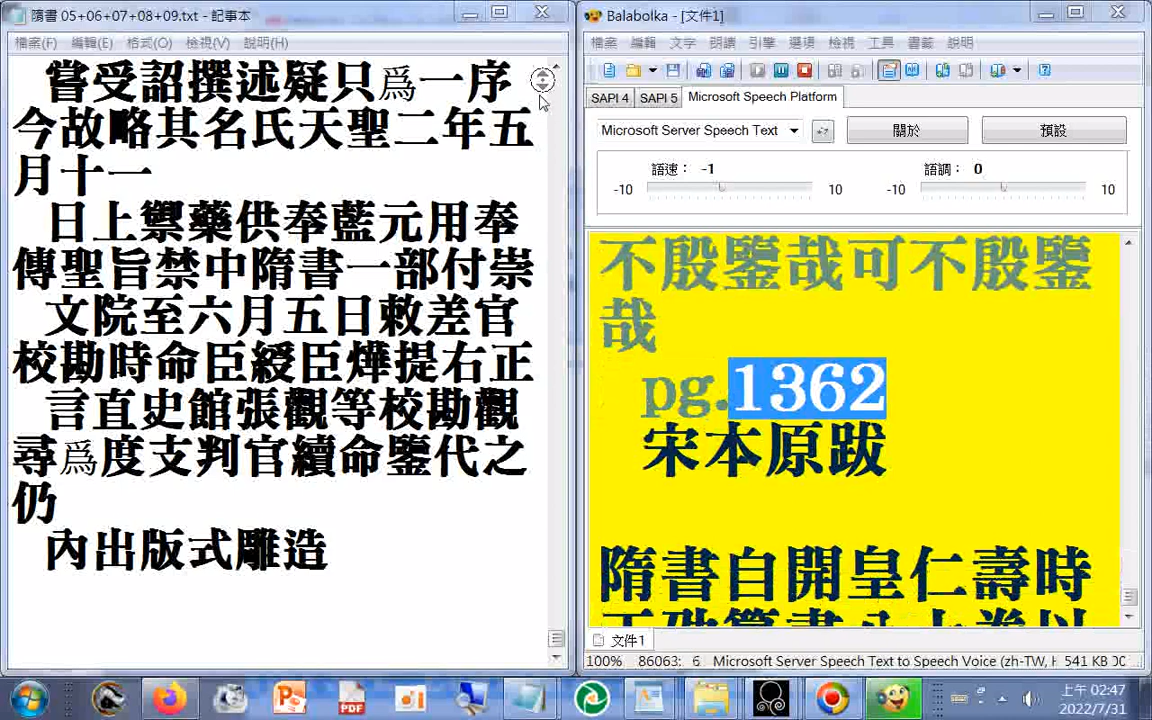 隋書 05+06+07+08+09.txt - 記事本
檔案(F) 編輯(E) 格式(O) 檢視(V) 說明(H)
嘗受詔撰述疑只爲一序
今故略其名氏天聖二年五
月十一
日上禦藥供奉藍元用奉
傳聖旨禁中隋書一部付崇
文院至六月五日敕差官
校勘時命臣綬臣燁提右正
言直史館張觀等校勘觀
尋爲度支判官續命鑒代之
仍
內出版式雕造
Balabolka - [文件1]
檔案 編輯 文字 朗讀 引擎 選項 檢視 工具 書籤 說明
SAPI 4 SAPI 5 Microsoft Speech Platform
Microsoft Server Speech Text 關於 預設
語速： -1 語調： 0
-10 10 -10 10
不殷鑒哉可不殷鑒
哉
pg.1362
宋本原跋
隋書自開皇仁壽時
文件1
100% 86063: 6 Microsoft Server Speech Text to Speech Voice (zh-TW, H 541 KB
上午 02:47
2022/7/31